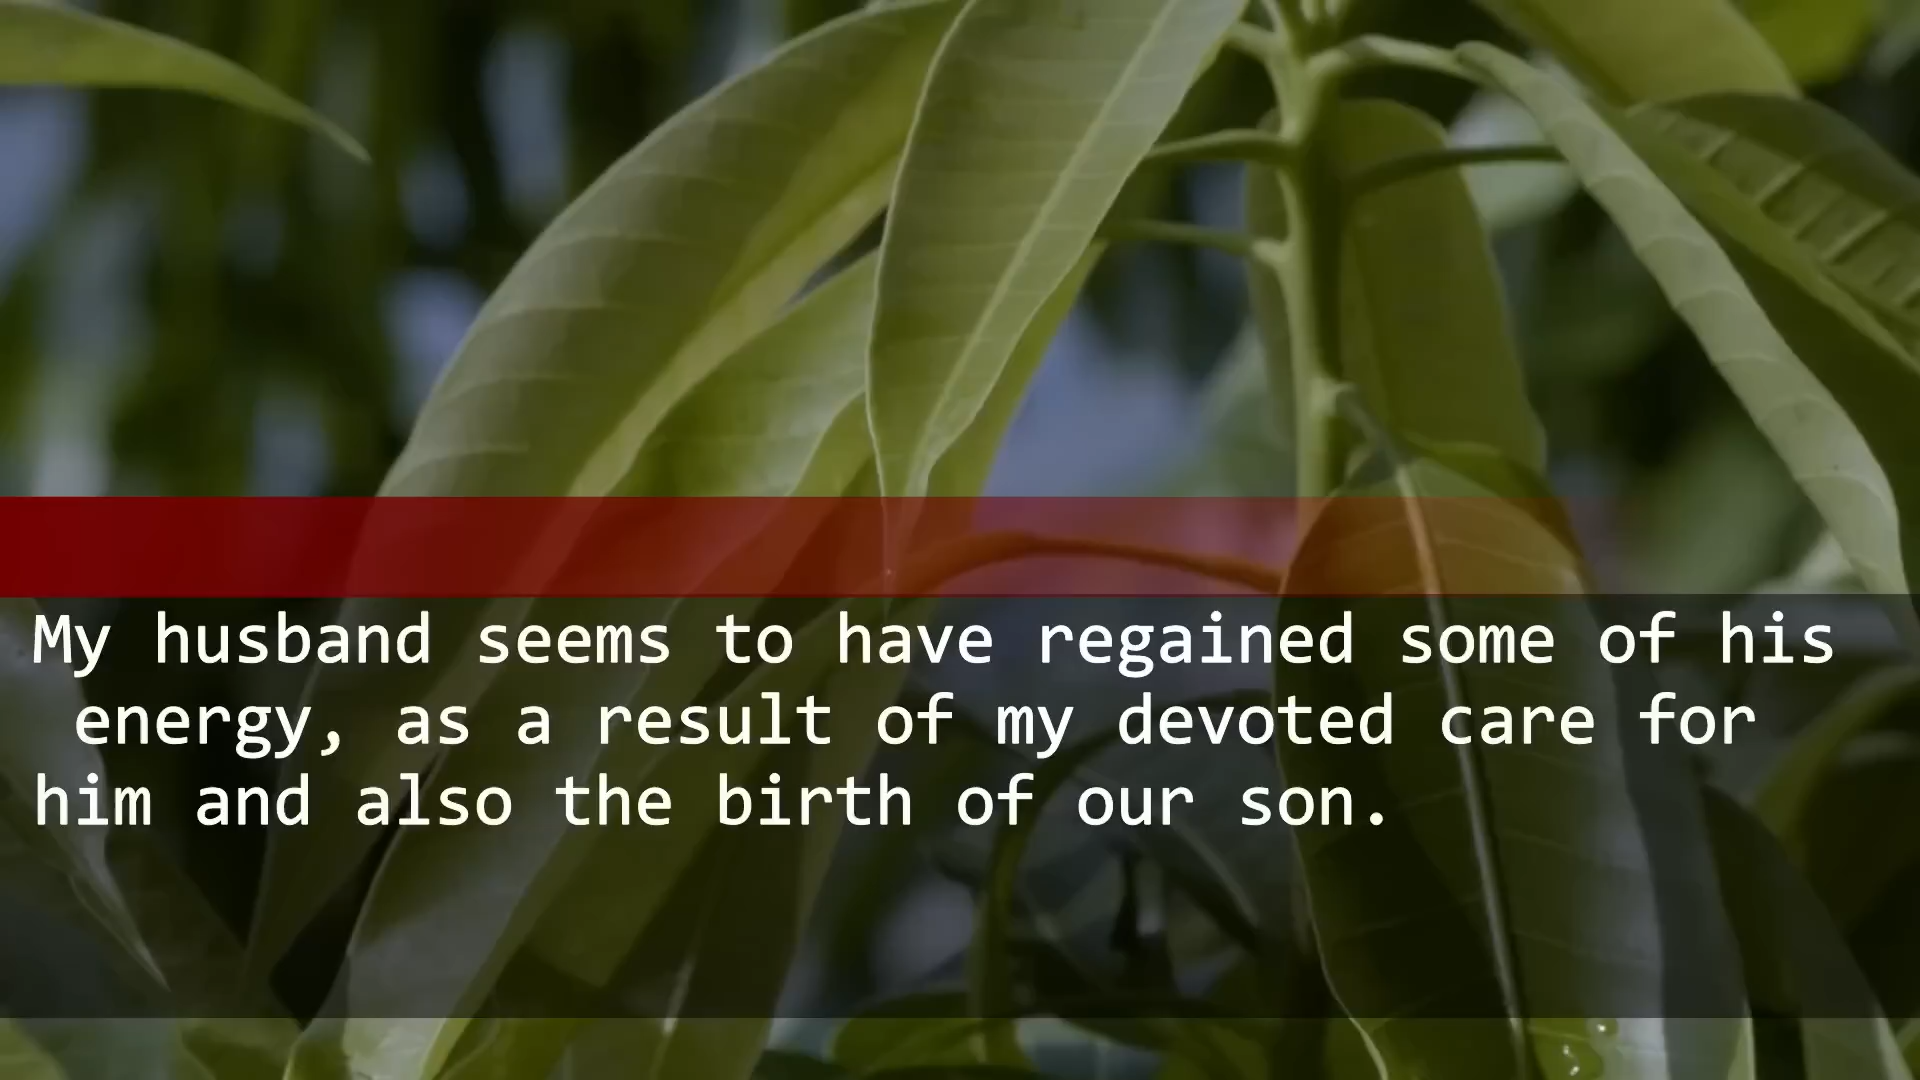 My husband seems to have regained some of his
energy, as a result of my devoted care for
him and also the birth of our son.